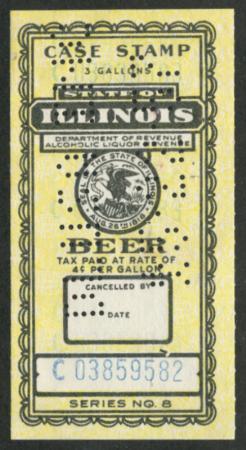 CASE STAMP
3 GALLONS
STATE OF
ILLINOIS
DEPARTMENT OF REVENUE
ALCOHOLIC LIQUOR REVENUE
SEAL OF THE STATE OF ILLINOIS
AUG. 26TH 1818
BEER
TAX PAID AT RATE OF
4¢ PER GALLON
CANCELLED BY
DATE
C 03859582
SERIES NO. 8